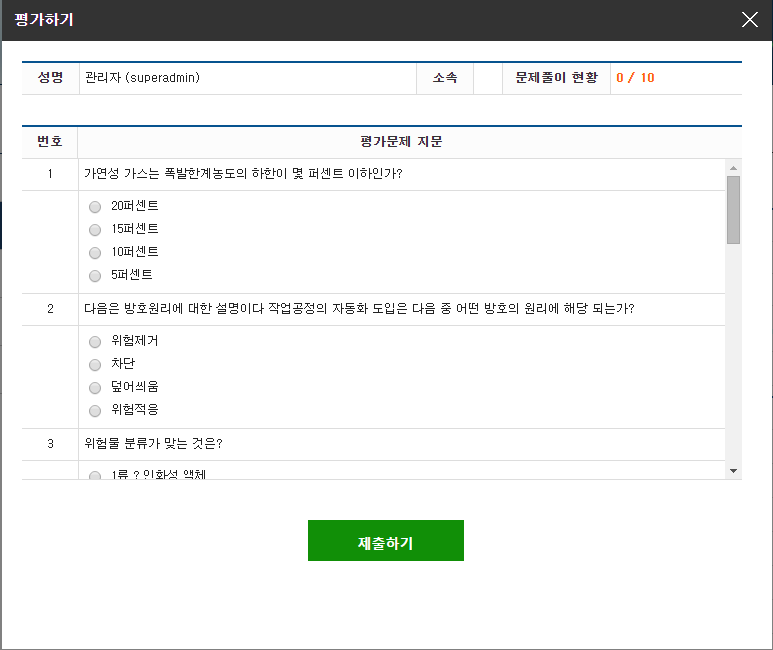 평가하기
성명 관리자 (superadmin) 소속 문제풀이 현황 0 / 10
번호 평가문제 지문
1 가연성 가스는 폭발한계농도의 하한이 몇 퍼센트 이하인가?
20퍼센트
15퍼센트
10퍼센트
5퍼센트
2 다음은 방호원리에 대한 설명이다 작업공정의 자동화 도입은 다음 중 어떤 방호의 원리에 해당 되는가?
위험제거
차단
덮어씌움
위험적응
3 위험물 분류가 맞는 것은?
1류 ? 인화성 액체
제출하기